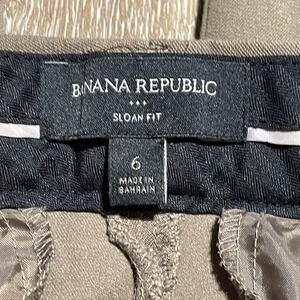 BANANA REPUBLIC
SLOAN FIT
6
MADE IN
BAHRAIN